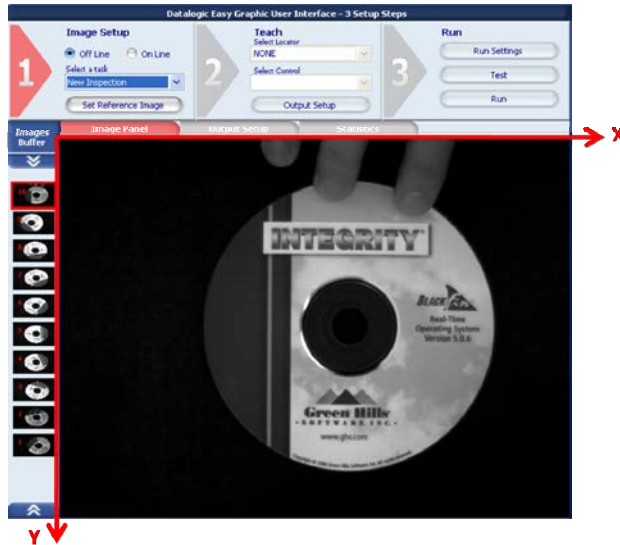 Datalogic Easy Graphic User Interface - 3 Setup Steps
1
Image Setup
Off Line
On Line
Select a task
New Inspection
Set Reference Image
2
Teach
Select Locator
NONE
Select Control
Output Setup
3
Run
Run Settings
Test
Run
Images Buffer
Image Panel
Output Setup
Statistics
X
INTEGRITY
BLACK
Real-Time
Operating System
Version 5.0.6
Green Hills
SOFTWARE, INC.
www.ghs.com
Y